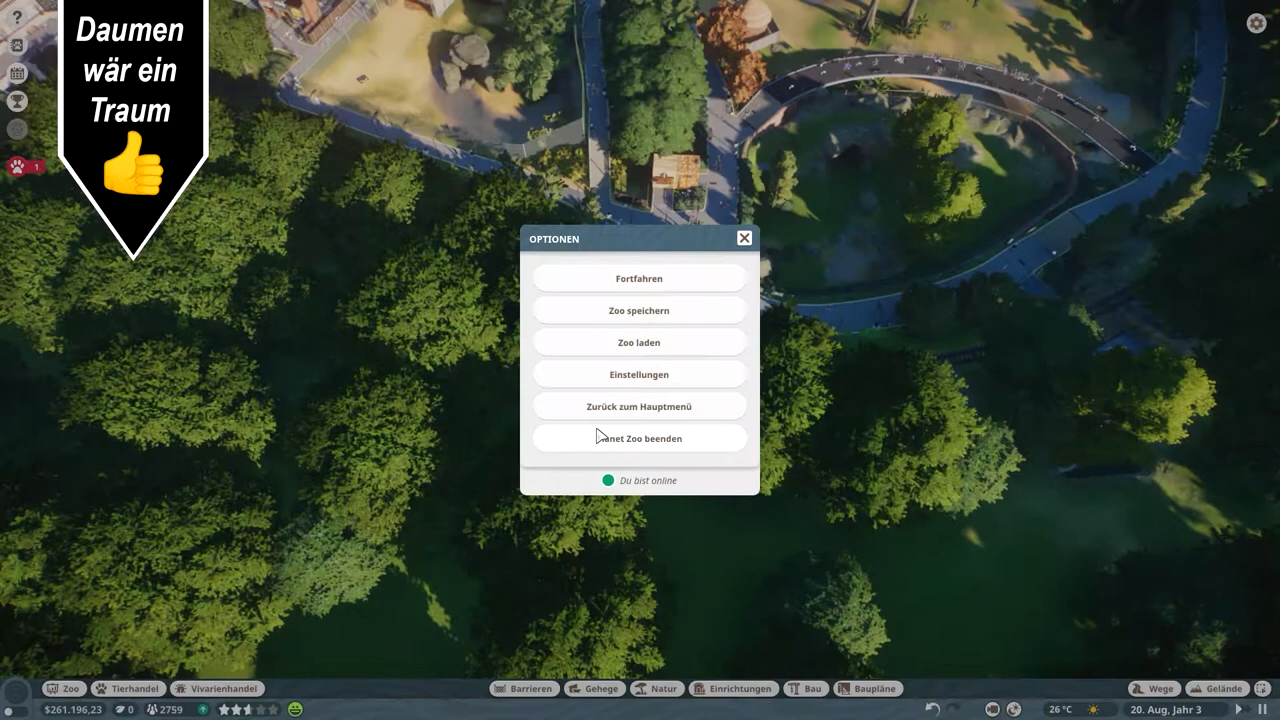 Daumen
wär ein
Traum
?
1
OPTIONEN
Fortfahren
Zoo speichern
Zoo laden
Einstellungen
Zurück zum Hauptmenü
Zoo beenden
Du bist online
Zoo
Tierhandel
Vivarienhandel
Barrieren
Gehege
Natur
Einrichtungen
Bau
Baupläne
Wege
Gelände
$261.196,23
0
2759
26 °C
20. Aug, Jahr 3